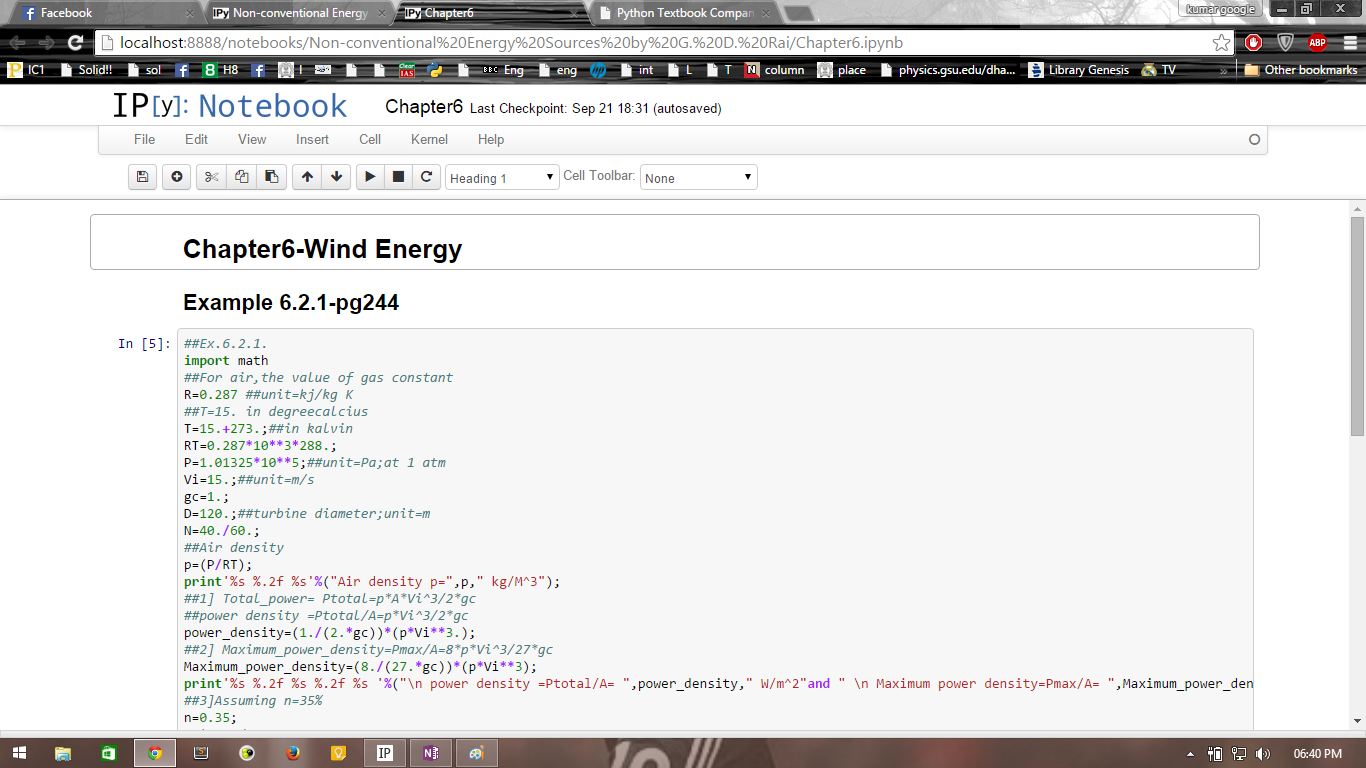 Facebook
IPy Non-conventional Energy
IPy Chapter6
Python Textbook Compan
kumar google
localhost:8888/notebooks/Non-conventional%20Energy%20Sources%20by%20G.%20D.%20Rai/Chapter6.ipynb
ABP
IC1 Solid!! sol H8 I Clear IAS BBC Eng eng hp int L T column place physics.gsu.edu/dha... Library Genesis TV » Other bookmarks
IP[y]: Notebook Chapter6 Last Checkpoint: Sep 21 18:31 (autosaved)
File Edit View Insert Cell Kernel Help
Heading 1 Cell Toolbar: None
Chapter6-Wind Energy
Example 6.2.1-pg244
In [5]:
##Ex.6.2.1.
import math
##For air,the value of gas constant
R=0.287 ##unit=kj/kg K
##T=15. in degreecalcius
T=15.+273.;##in kalvin
RT=0.287*10**3*288.;
P=1.01325*10**5;##unit=Pa;at 1 atm
Vi=15.;##unit=m/s
gc=1.;
D=120.;##turbine diameter;unit=m
N=40./60.;
##Air density
p=(P/RT);
print'%s %.2f %s'%("Air density p=",p," kg/M^3");
##1] Total_power= Ptotal=p*A*Vi^3/2*gc
##power density =Ptotal/A=p*Vi^3/2*gc
power_density=(1./(2.*gc))*(p*Vi**3.);
##2] Maximum_power_density=Pmax/A=8*p*Vi^3/27*gc
Maximum_power_density=(8./(27.*gc))*(p*Vi**3);
print'%s %.2f %s %.2f %s '%("\n power density =Ptotal/A= ",power_density," W/m^2"and " \n Maximum power density=Pmax/A= ",Maximum_power_den
##3]Assuming n=35%
n=0.35;
IP
06:40 PM